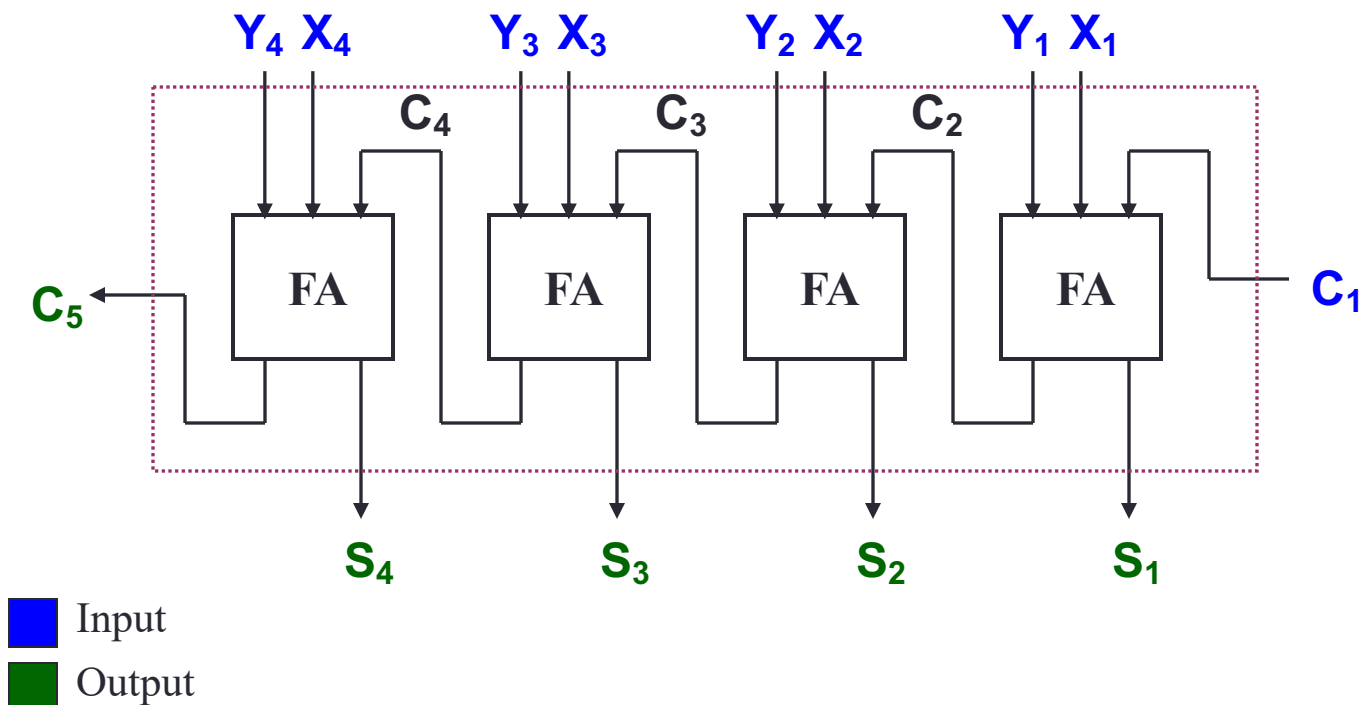 Y₄ X₄ Y₃ X₃ Y₂ X₂ Y₁ X₁
C₄ C₃ C₂
FA FA FA FA
C₅ C₁
S₄ S₃ S₂ S₁
Input
Output